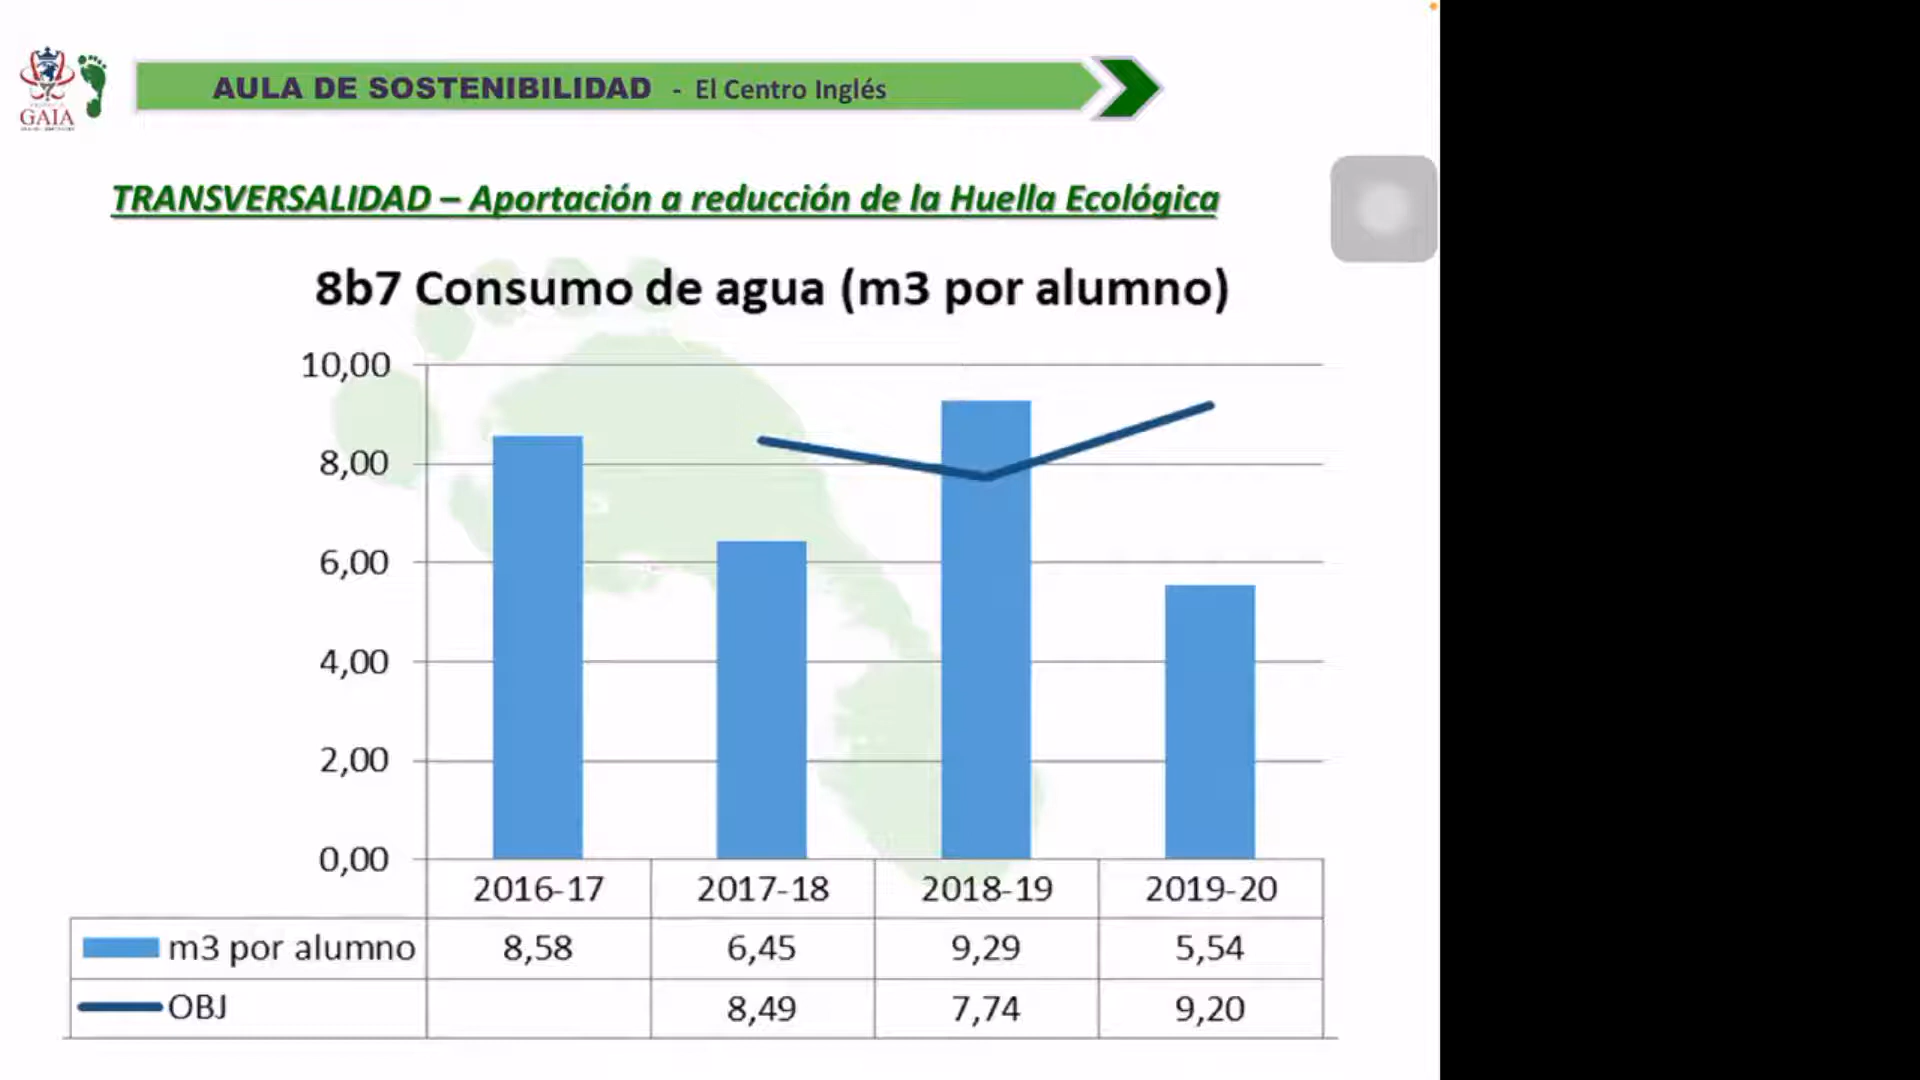 GAIA
AULA DE SOSTENIBILIDAD - El Centro Inglés
TRANSVERSALIDAD – Aportación a reducción de la Huella Ecológica
8b7 Consumo de agua (m3 por alumno)
10,00
8,00
6,00
4,00
2,00
0,00
2016-17 2017-18 2018-19 2019-20
m3 por alumno 8,58 6,45 9,29 5,54
OBJ 8,49 7,74 9,20